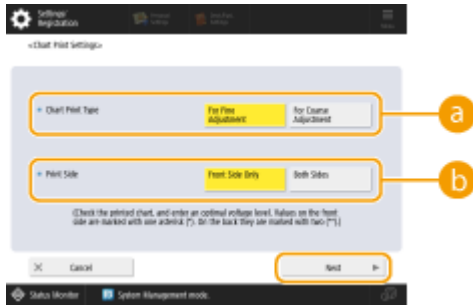 Settings/
Registration
<Chart Print Settings>
Chart Print Type
For Fine
Adjustment
For Coarse
Adjustment
a
Print Side
Front Side Only
Both Sides
b
(Check the printed chart, and enter an optimal voltage level. Values on the front
side are marked with one asterisk (*). On the back they are marked with two (**).)
Cancel
Next
Status Monitor
System Management mode.